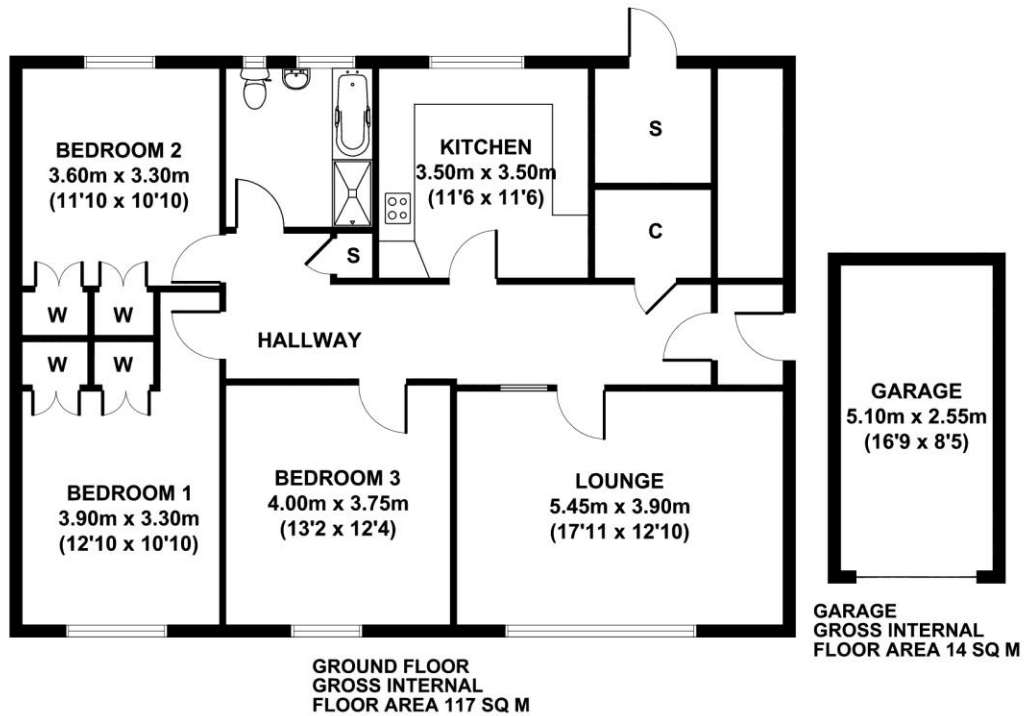 BEDROOM 2
3.60m x 3.30m
(11'10 x 10'10)
KITCHEN
3.50m x 3.50m
(11'6 x 11'6)
S
S
C
W
W
W
W
HALLWAY
BEDROOM 1
3.90m x 3.30m
(12'10 x 10'10)
BEDROOM 3
4.00m x 3.75m
(13'2 x 12'4)
LOUNGE
5.45m x 3.90m
(17'11 x 12'10)
GARAGE
5.10m x 2.55m
(16'9 x 8'5)
GARAGE
GROSS INTERNAL
FLOOR AREA 14 SQ M
GROUND FLOOR
GROSS INTERNAL
FLOOR AREA 117 SQ M